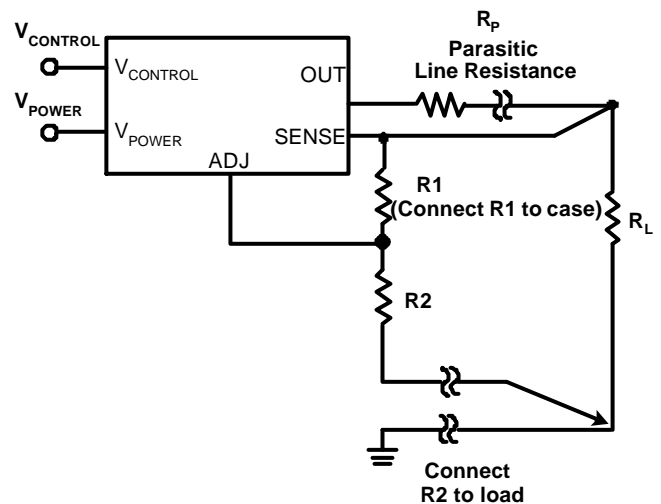 R_P
Parasitic
Line Resistance
V_CONTROL
V_CONTROL
OUT
V_POWER
V_POWER
SENSE
ADJ
R1
(Connect R1 to case)
R_L
R2
Connect
R2 to load